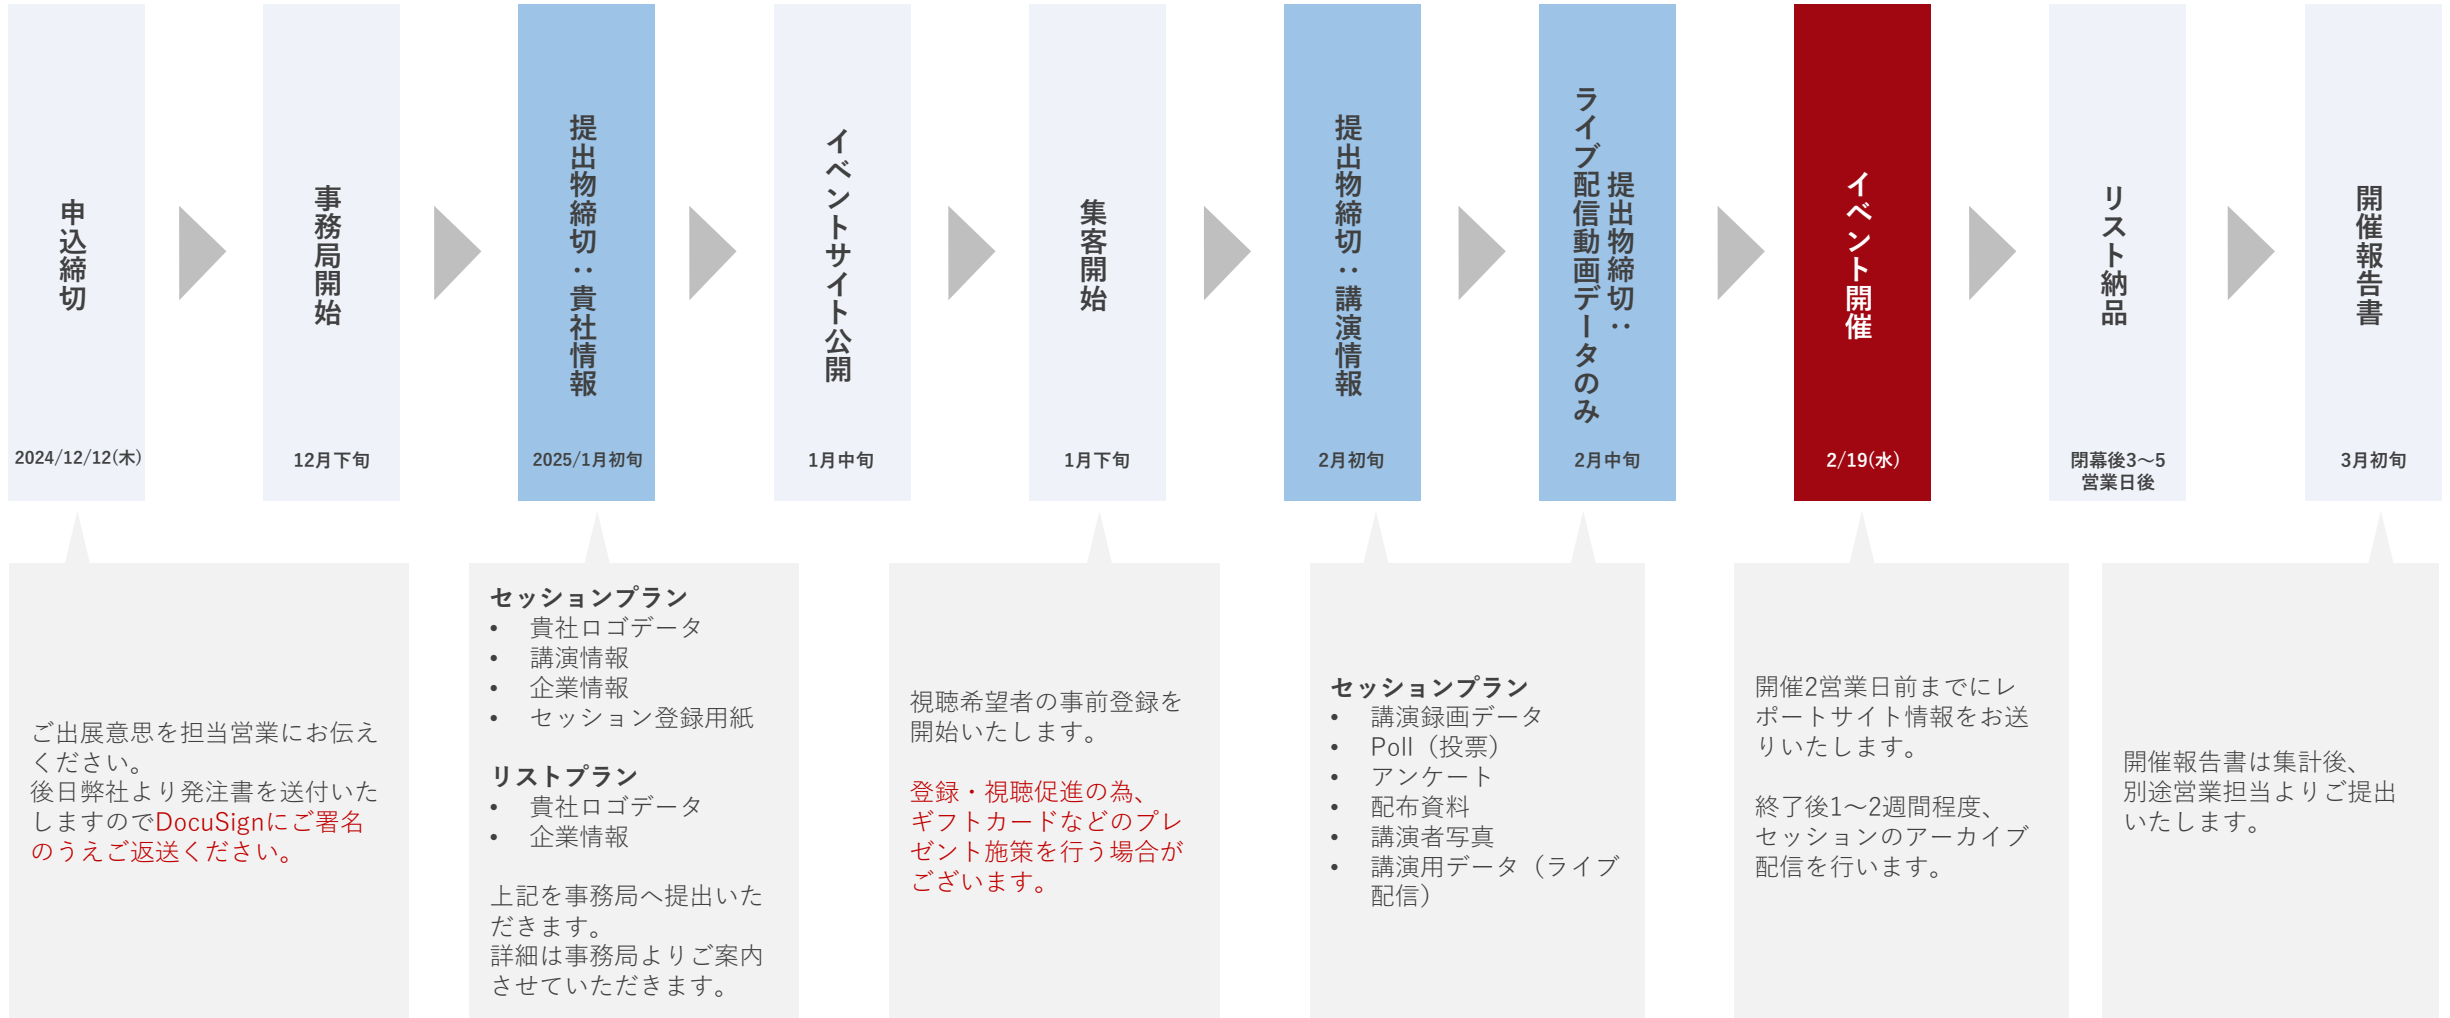 申込締切
2024/12/12(木)
事務局開始
12月下旬
提出物締切：貴社情報
2025/1月初旬
イベントサイト公開
1月中旬
集客開始
1月下旬
提出物締切：講演情報
2月初旬
提出物締切：
ライブ配信動画データのみ
2月中旬
イベント開催
2/19(水)
リスト納品
閉幕後3～5
営業日後
開催報告書
3月初旬
ご出展意思を担当営業にお伝え
ください。
後日弊社より発注書を送付いた
しますのでDocuSignにご署名
のうえご返送ください。
セッションプラン
• 貴社ロゴデータ
• 講演情報
• 企業情報
• セッション登録用紙
リストプラン
• 貴社ロゴデータ
• 企業情報
上記を事務局へ提出いた
だきます。
詳細は事務局よりご案内
させていただきます。
視聴希望者の事前登録を
開始いたします。
登録・視聴促進の為、
ギフトカードなどのプレ
ゼント施策を行う場合が
ございます。
セッションプラン
• 講演録画データ
• Poll（投票）
• アンケート
• 配布資料
• 講演者写真
• 講演用データ（ライブ
配信）
開催2営業日前までにレ
ポートサイト情報をお送
りいたします。
終了後1～2週間程度、
セッションのアーカイブ
配信を行います。
開催報告書は集計後、
別途営業担当よりご提出
いたします。